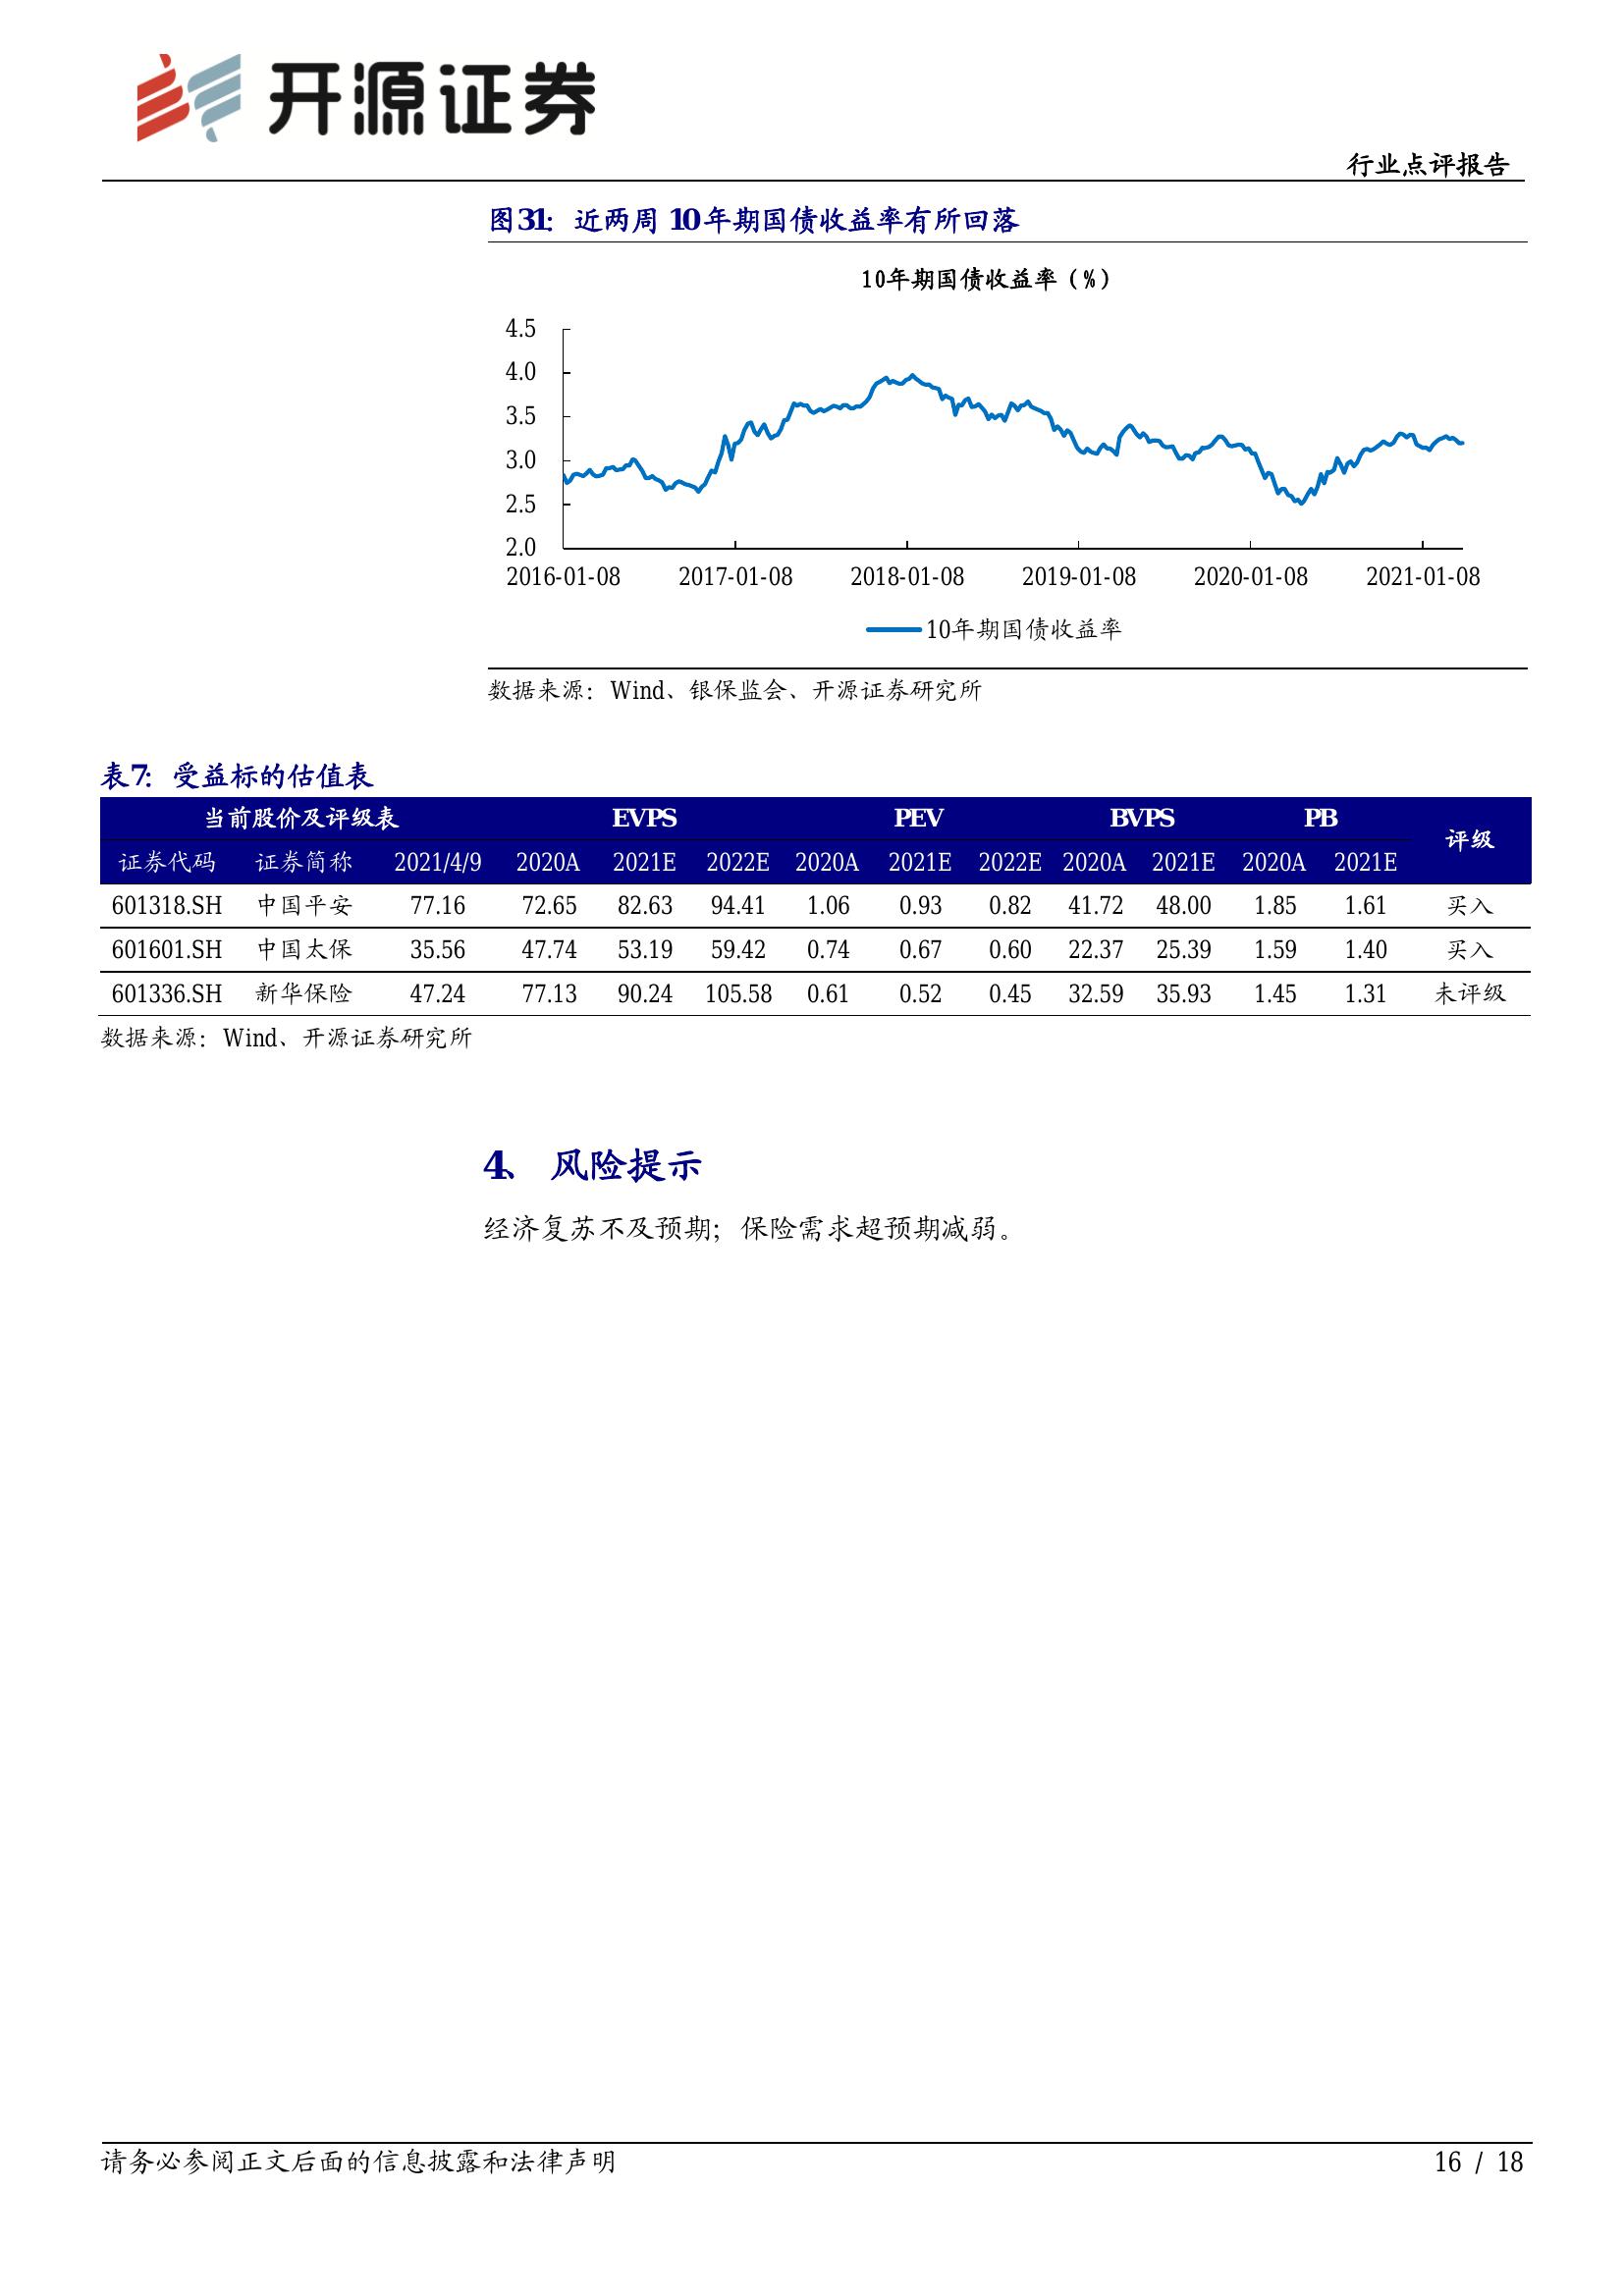 开源证券
行业点评报告
图31：近两周 10 年期国债收益率有所回落
10年期国债收益率（%）
4.5
4.0
3.5
3.0
2.5
2.0
2016-01-08 2017-01-08 2018-01-08 2019-01-08 2020-01-08 2021-01-08
10年期国债收益率
数据来源：Wind、银保监会、开源证券研究所
表7：受益标的估值表
当前股价及评级表 EVPS PEV BVPS PB 评级
证券代码 证券简称 2021/4/9 2020A 2021E 2022E 2020A 2021E 2022E 2020A 2021E 2020A 2021E
601318.SH 中国平安 77.16 72.65 82.63 94.41 1.06 0.93 0.82 41.72 48.00 1.85 1.61 买入
601601.SH 中国太保 35.56 47.74 53.19 59.42 0.74 0.67 0.60 22.37 25.39 1.59 1.40 买入
601336.SH 新华保险 47.24 77.13 90.24 105.58 0.61 0.52 0.45 32.59 35.93 1.45 1.31 未评级
数据来源：Wind、开源证券研究所
4、 风险提示
经济复苏不及预期；保险需求超预期减弱。
请务必参阅正文后面的信息披露和法律声明
16 / 18